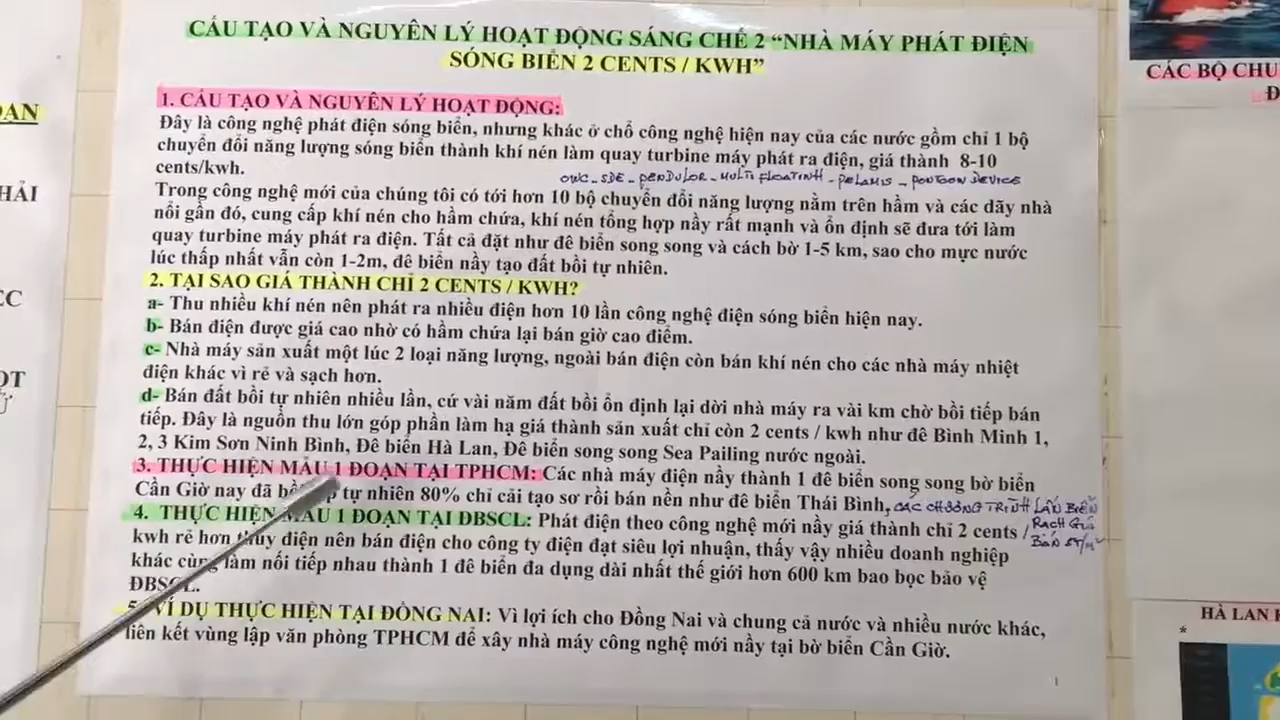 CẤU TẠO VÀ NGUYÊN LÝ HOẠT ĐỘNG SÁNG CHẾ 2 “NHÀ MÁY PHÁT ĐIỆN
SÓNG BIỂN 2 CENTS / KWH”
1. CẤU TẠO VÀ NGUYÊN LÝ HOẠT ĐỘNG:
Đây là công nghệ phát điện sóng biển, nhưng khác ở chổ công nghệ hiện nay của các nước gồm chỉ 1 bộ
chuyển đổi năng lượng sóng biển thành khí nén làm quay turbine máy phát ra điện, giá thành 8-10
cents/kwh.
OWC - SDE - PENDULOR - MULTI FLOATINH - PELAMIS - PONTOON DEVICE
Trong công nghệ mới của chúng tôi có tới hơn 10 bộ chuyển đổi năng lượng nằm trên hầm và các dãy nhà
nổi gần đó, cung cấp khí nén cho hầm chứa, khí nén tổng hợp nầy rất mạnh và ổn định sẽ đưa tới làm
quay turbine máy phát ra điện. Tất cả đặt như đê biển song song và cách bờ 1-5 km, sao cho mực nước
lúc thấp nhất vẫn còn 1-2m, đê biển nầy tạo đất bồi tự nhiên.
2. TẠI SAO GIÁ THÀNH CHỈ 2 CENTS / KWH?
a- Thu nhiều khí nén nên phát ra nhiều điện hơn 10 lần công nghệ điện sóng biển hiện nay.
b- Bán điện được giá cao nhờ có hầm chứa lại bán giờ cao điểm.
c- Nhà máy sản xuất một lúc 2 loại năng lượng, ngoài bán điện còn bán khí nén cho các nhà máy nhiệt
điện khác vì rẻ và sạch hơn.
d- Bán đất bồi tự nhiên nhiều lần, cứ vài năm đất bồi ổn định lại dời nhà máy ra vài km chờ bồi tiếp bán
tiếp. Đây là nguồn thu lớn góp phần làm hạ giá thành sản xuất chỉ còn 2 cents / kwh như đê Bình Minh 1,
2, 3 Kim Sơn Ninh Bình, Đê biển Hà Lan, Đê biển song song Sea Pailing nước ngoài.
3. THỰC HIỆN MẪU 1 ĐOẠN TẠI TPHCM: Các nhà máy điện nầy thành 1 đê biển song song bờ biển
Cần Giờ nay đã tự nhiên 80% chỉ cải tạo sơ rồi bán nền như đê biển Thái Bình, CÁC CHƯƠNG TRÌNH LẤN BIỂN
RẠCH GIÁ
4. THỰC HIỆN MẪU 1 ĐOẠN TẠI ĐBSCL: Phát điện theo công nghệ mới nầy giá thành chỉ 2 cents /
kwh rẻ hơn thủy điện nên bán điện cho công ty điện đạt siêu lợi nhuận, thấy vậy nhiều doanh nghiệp
khác cùng làm nối tiếp nhau thành 1 đê biển đa dụng dài nhất thế giới hơn 600 km bao bọc bảo vệ
ĐBSCL.
5. VÍ DỤ THỰC HIỆN TẠI ĐỒNG NAI: Vì lợi ích cho Đồng Nai và chung cả nước và nhiều nước khác,
liên kết vùng lập văn phòng TPHCM để xây nhà máy công nghệ mới nầy tại bờ biển Cần Giờ.
1
CÁC BỘ
HÀ LAN
*